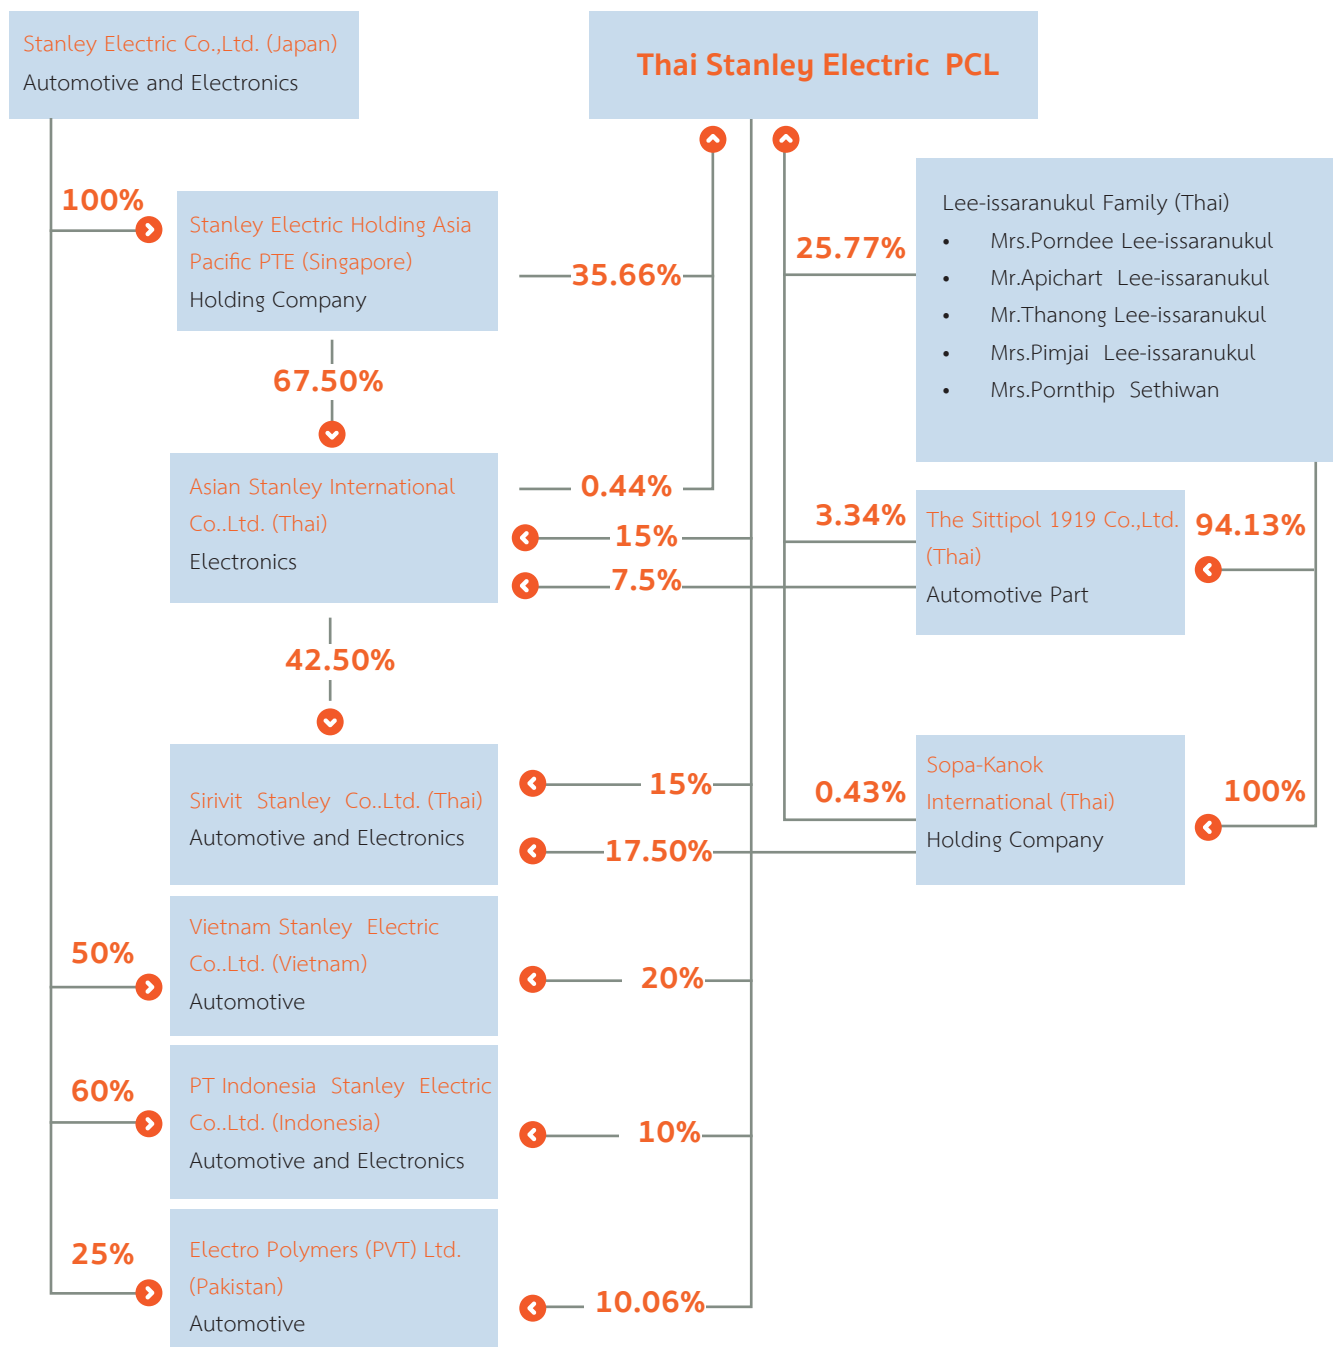 Stanley Electric Co.,Ltd. (Japan)
Automotive and Electronics
Thai Stanley Electric PCL
100%
Stanley Electric Holding Asia
Pacific PTE (Singapore)
Holding Company
35.66%
25.77%
Lee-issaranukul Family (Thai)
• Mrs.Porndee Lee-issaranukul
• Mr.Apichart Lee-issaranukul
• Mr.Thanong Lee-issaranukul
• Mrs.Pimjai Lee-issaranukul
• Mrs.Pornthip Sethiwan
67.50%
Asian Stanley International
Co..Ltd. (Thai)
Electronics
0.44%
15%
7.5%
3.34%
The Sittipol 1919 Co.,Ltd.
(Thai)
Automotive Part
94.13%
42.50%
Sirivit Stanley Co..Ltd. (Thai)
Automotive and Electronics
15%
17.50%
0.43%
Sopa-Kanok
International (Thai)
Holding Company
100%
50%
Vietnam Stanley Electric
Co..Ltd. (Vietnam)
Automotive
20%
60%
PT Indonesia Stanley Electric
Co..Ltd. (Indonesia)
Automotive and Electronics
10%
25%
Electro Polymers (PVT) Ltd.
(Pakistan)
Automotive
10.06%